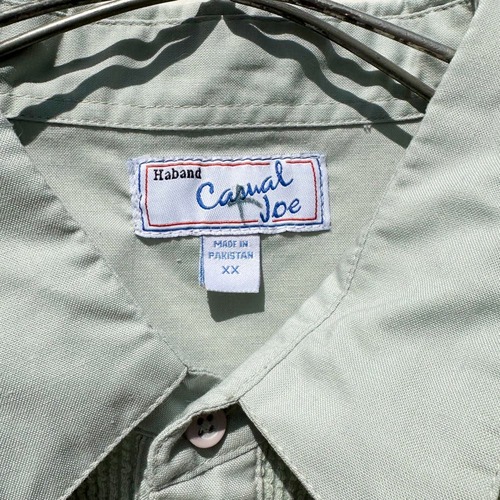 Haband
Casual
Joe
MADE IN
PAKISTAN
XX